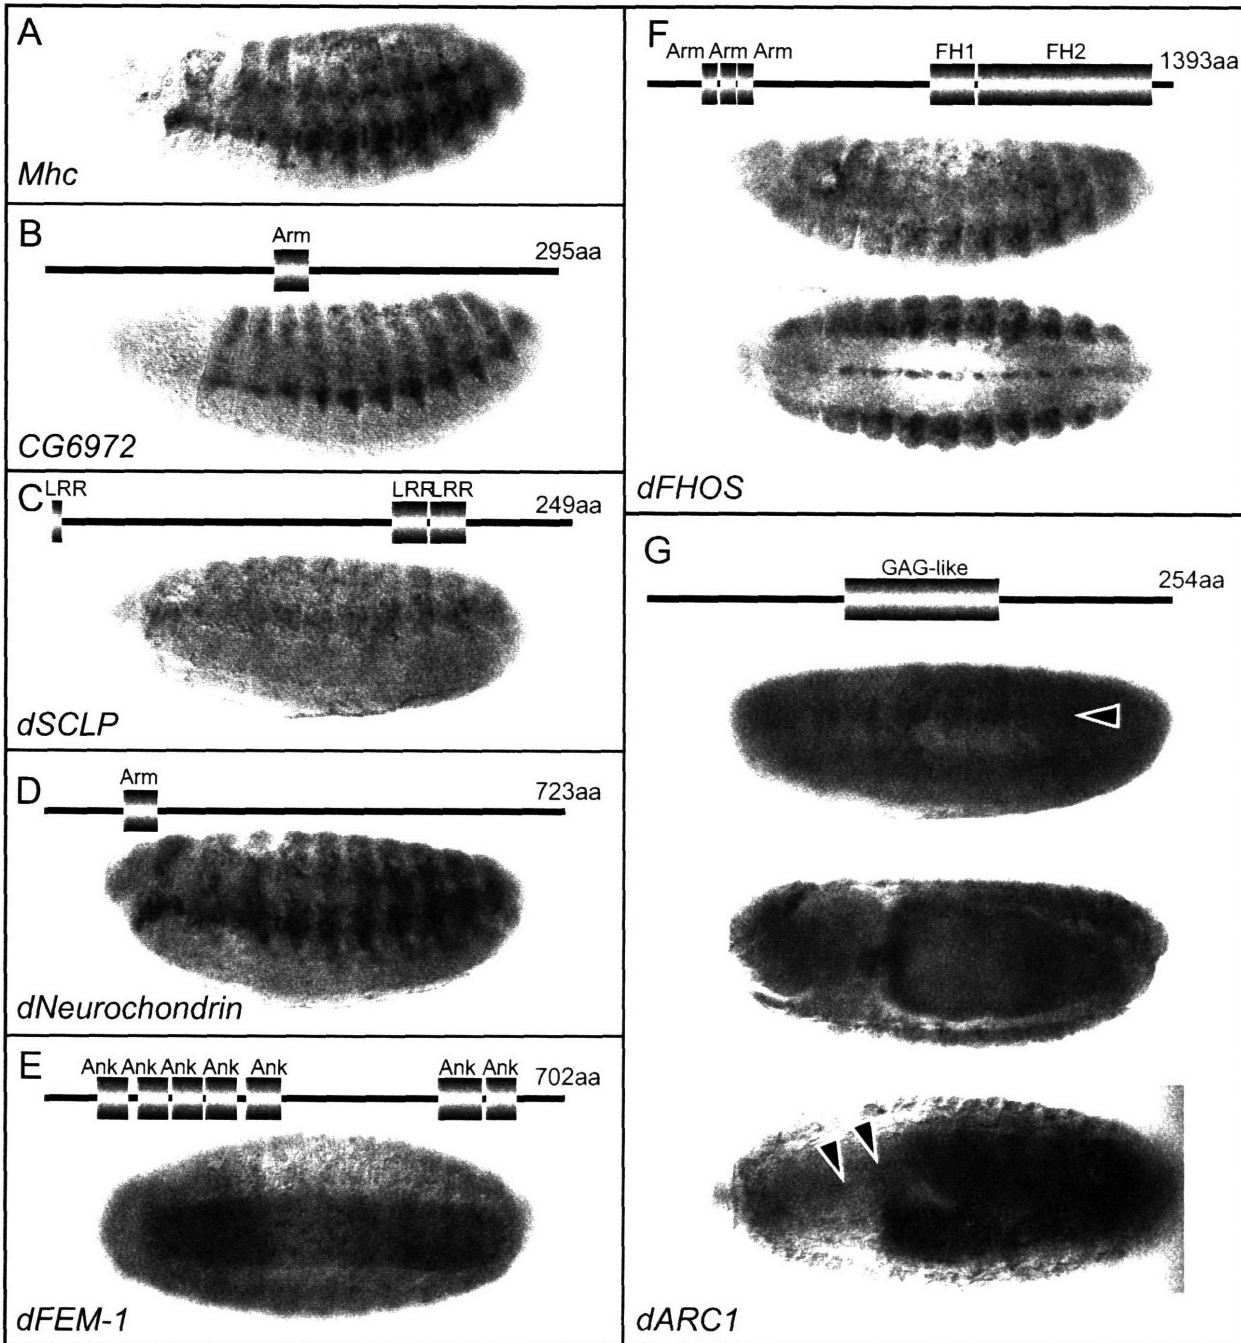 A
Mhc
B
Arm
295aa
CG6972
C
LRR LRR LRR
249aa
dSCLP
D
Arm
723aa
dNeurochondrin
E
Ank Ank Ank Ank Ank Ank Ank
702aa
dFEM-1
F
Arm Arm Arm FH1 FH2
1393aa
dFHOS
G
GAG-like
254aa
dARC1